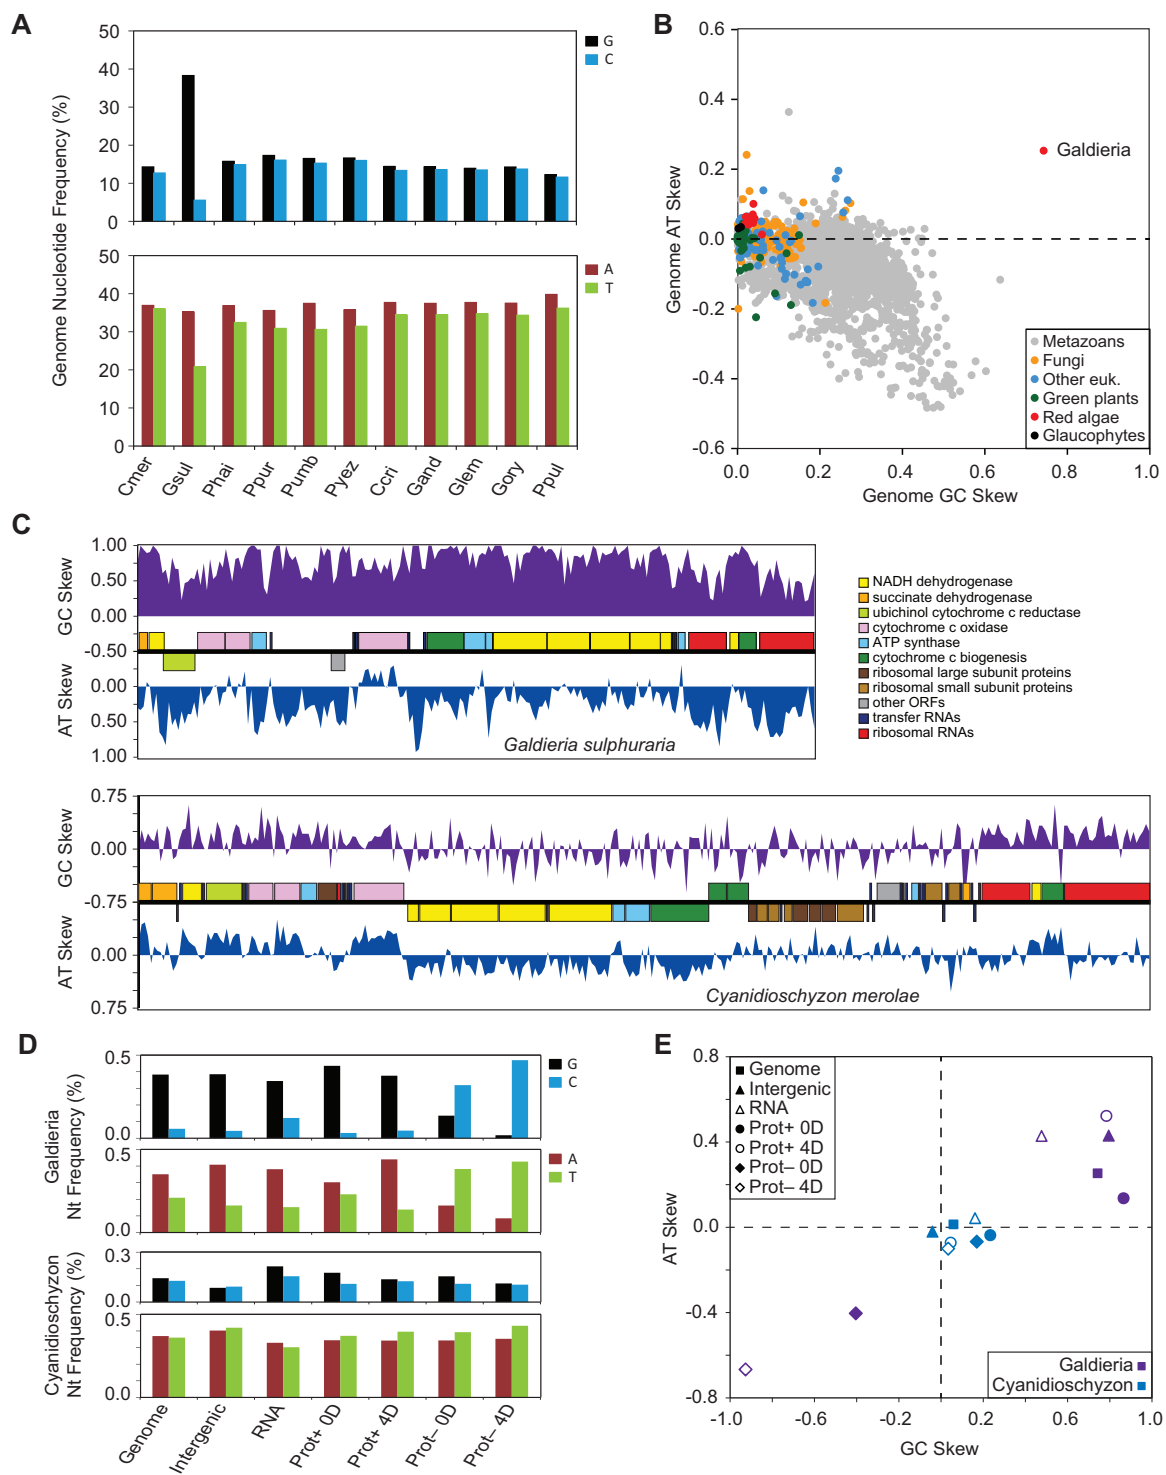 A
50
40
30
20
10
0
G
C
Genome Nucleotide Frequency (%)
50
40
30
20
10
0
A
T
Cmer
Gsul
Phai
Ppur
Pumb
Pyez
Ccri
Gand
Glem
Gory
Ppul
B
0.6
0.4
0.2
0.0
-0.2
-0.4
-0.6
Genome AT Skew
Galdieria
Metazoans
Fungi
Other euk.
Green plants
Red algae
Glaucophytes
0.0
0.2
0.4
0.6
0.8
1.0
Genome GC Skew
C
1.00
0.50
0.00
-0.50
0.00
0.50
1.00
GC Skew
AT Skew
Galdieria sulphuraria
NADH dehydrogenase
succinate dehydrogenase
ubichinol cytochrome c reductase
cytochrome c oxidase
ATP synthase
cytochrome c biogenesis
ribosomal large subunit proteins
ribosomal small subunit proteins
other ORFs
transfer RNAs
ribosomal RNAs
0.75
0.00
-0.75
0.00
0.75
GC Skew
AT Skew
Cyanidioschyzon merolae
D
0.5
0.0
G
C
Galdieria
Nt Frequency (%)
0.5
0.0
A
T
Cyanidioschyzon
Nt Frequency (%)
0.3
0.0
0.5
0.0
Genome
Intergenic
RNA
Prot+ 0D
Prot+ 4D
Prot– 0D
Prot– 4D
E
0.8
0.4
0.0
-0.4
-0.8
AT Skew
Genome
Intergenic
RNA
Prot+ 0D
Prot+ 4D
Prot– 0D
Prot– 4D
Galdieria
Cyanidioschyzon
-1.0
-0.6
-0.2
0.2
0.6
1.0
GC Skew